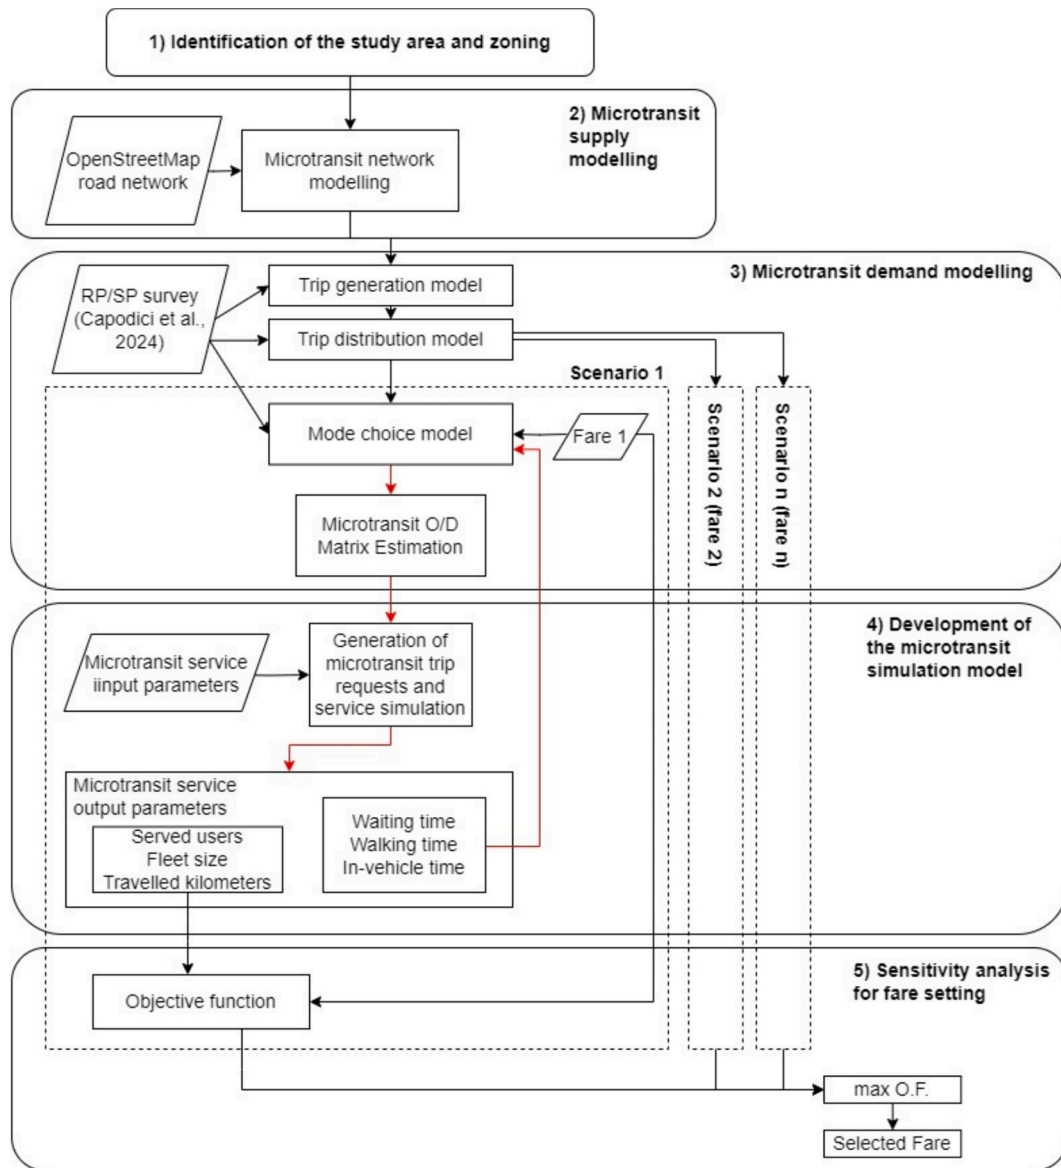 1) Identification of the study area and zoning
2) Microtransit
supply
modelling
OpenStreetMap
road network
Microtransit network
modelling
3) Microtransit demand modelling
RP/SP survey
(Capodici et al.,
2024)
Trip generation model
Trip distribution model
Scenario 1
Mode choice model
Fare 1
Scenario 2 (fare 2)
Scenario n (fare n)
Microtransit O/D
Matrix Estimation
4) Development of
the microtransit
simulation model
Microtransit service
iinput parameters
Generation of
microtransit trip
requests and
service simulation
Microtransit service
output parameters
Served users
Fleet size
Travelled kilometers
Waiting time
Walking time
In-vehicle time
5) Sensitivity analysis
for fare setting
Objective function
max O.F.
Selected Fare